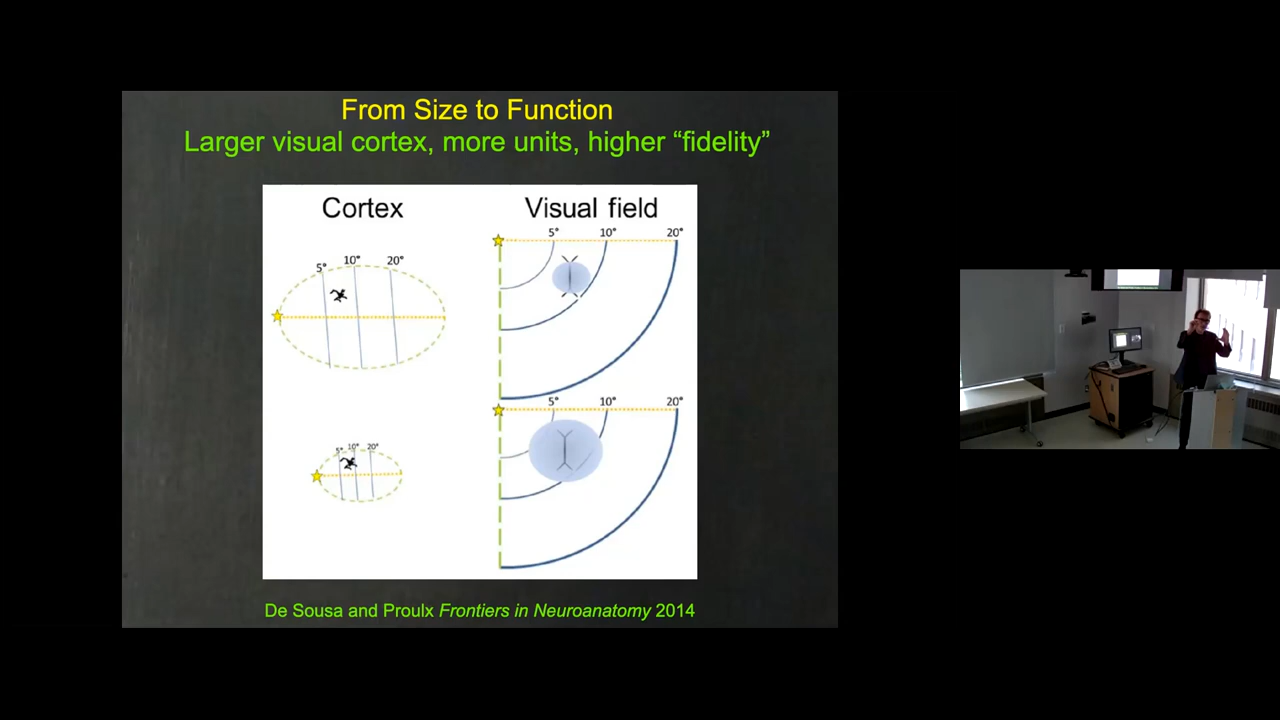 From Size to Function
Larger visual cortex, more units, higher “fidelity”
Cortex
Visual field
5°
10°
20°
5°
10°
20°
5°
10°
20°
5°
10°
20°
De Sousa and Proulx Frontiers in Neuroanatomy 2014